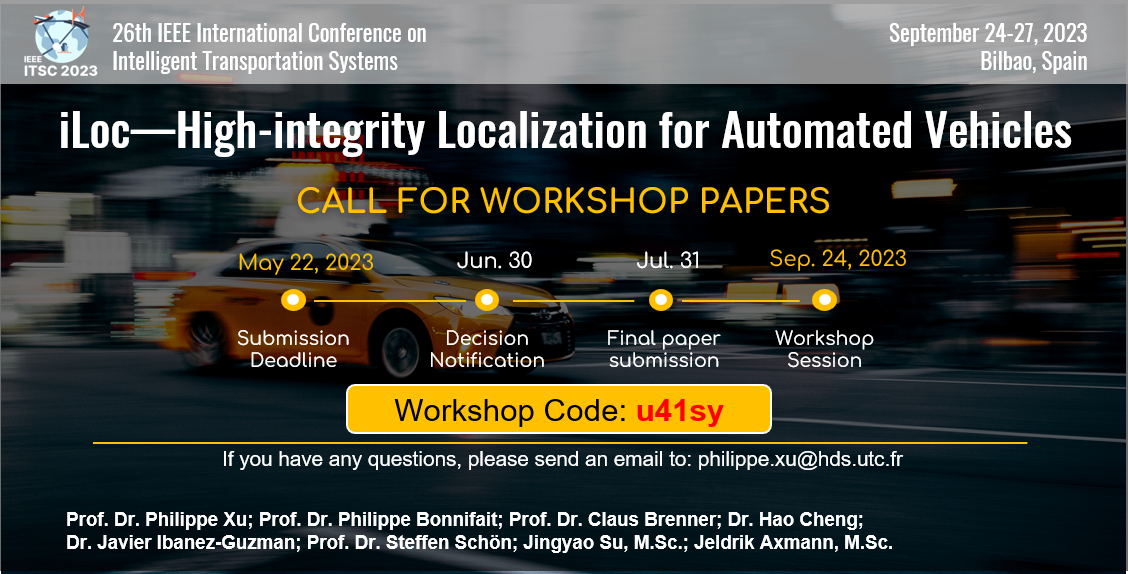 IEEE
ITSC 2023
26th IEEE International Conference on
Intelligent Transportation Systems
September 24-27, 2023
Bilbao, Spain
iLoc—High-integrity Localization for Automated Vehicles
CALL FOR WORKSHOP PAPERS
May 22, 2023
Jun. 30
Jul. 31
Sep. 24, 2023
Submission
Deadline
Decision
Notification
Final paper
submission
Workshop
Session
Workshop Code: u41sy
If you have any questions, please send an email to: philippe.xu@hds.utc.fr
Prof. Dr. Philippe Xu; Prof. Dr. Philippe Bonnifait; Prof. Dr. Claus Brenner; Dr. Hao Cheng;
Dr. Javier Ibanez-Guzman; Prof. Dr. Steffen Schön; Jingyao Su, M.Sc.; Jeldrik Axmann, M.Sc.